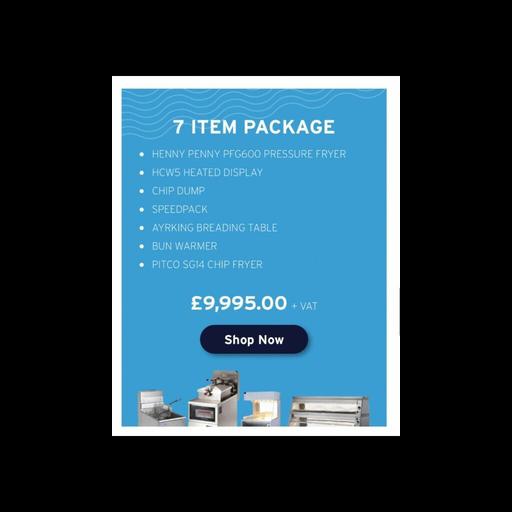 7 ITEM PACKAGE
HENNY PENNY PFG600 PRESSURE FRYER
HCW5 HEATED DISPLAY
CHIP DUMP
SPEEDPACK
AYRKING BREADING TABLE
BUN WARMER
PITCO SG14 CHIP FRYER
£9,995.00 + VAT
Shop Now